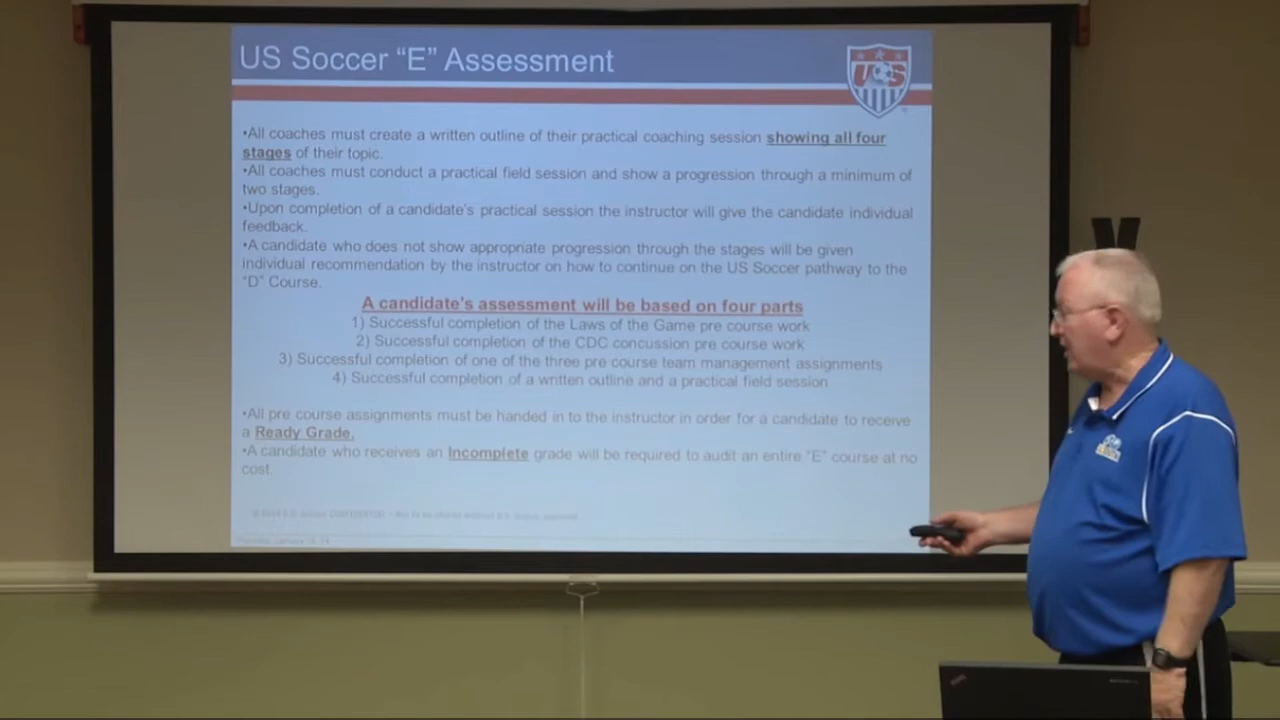 US Soccer “E” Assessment
US
•All coaches must create a written outline of their practical coaching session showing all four
stages of their topic.
•All coaches must conduct a practical field session and show a progression through a minimum of
two stages.
•Upon completion of a candidate's practical session the instructor will give the candidate individual
feedback.
•A candidate who does not show appropriate progression through the stages will be given
individual recommendation by the instructor on how to continue on the US Soccer pathway to the
“D” Course.
A candidate's assessment will be based on four parts
1) Successful completion of the Laws of the Game pre course work
2) Successful completion of the CDC concussion pre course work
3) Successful completion of one of the three pre course team management assignments
4) Successful completion of a written outline and a practical field session
•All pre course assignments must be handed in to the instructor in order for a candidate to receive
a Ready Grade.
•A candidate who receives an Incomplete grade will be required to audit an entire “E” course at no
cost.